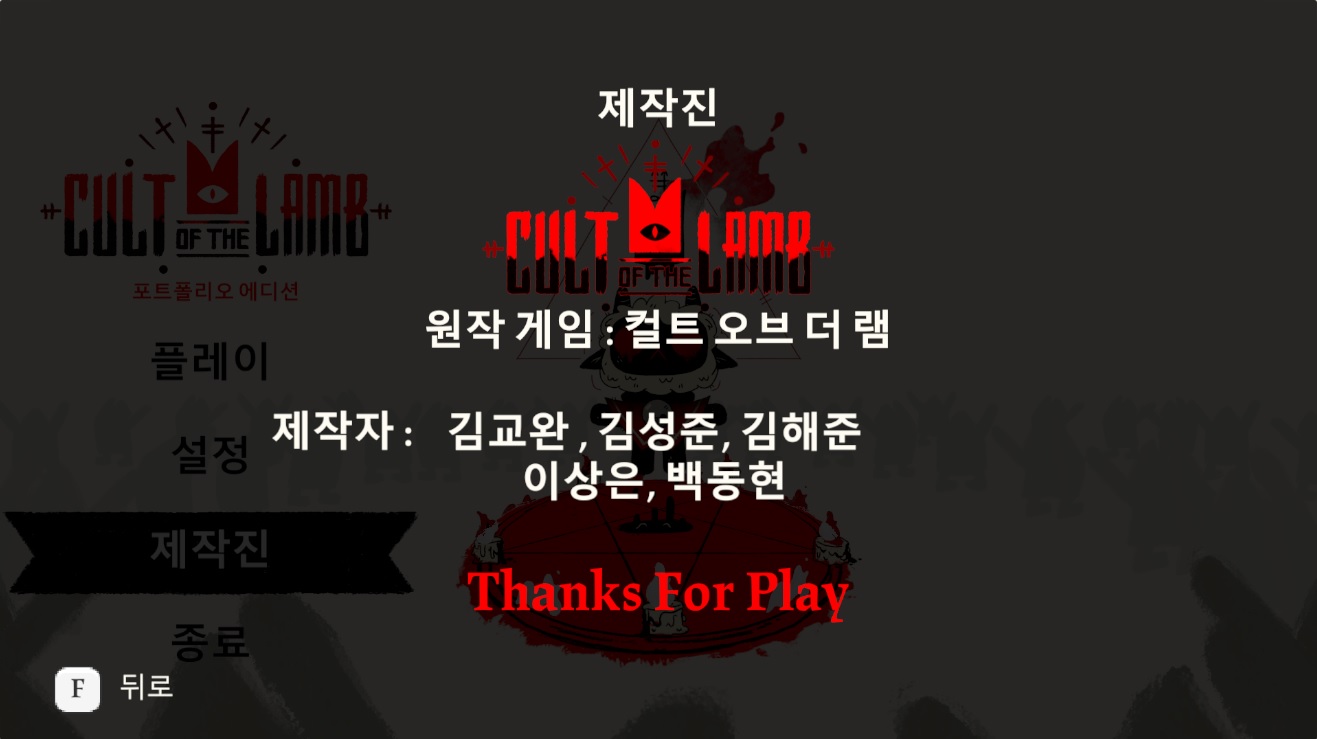 제작진
CULT OF THE LAMB
원작 게임 : 컬트 오브 더 램
제작자 : 김교완 , 김성준, 김해준
이상은, 백동현
Thanks For Play
CULT OF THE LAMB
포트폴리오 에디션
플레이
설정
제작진
종료
F 뒤로